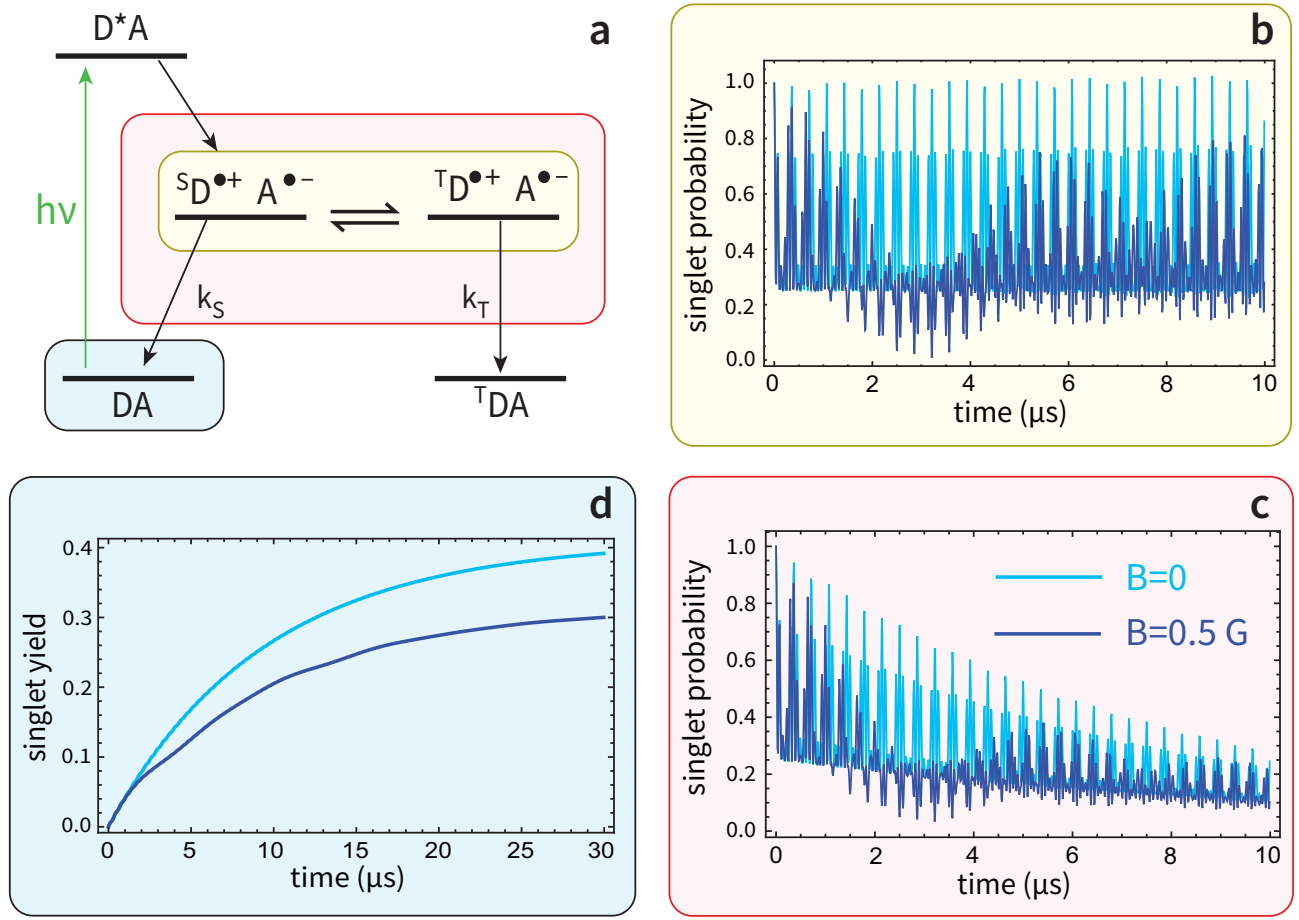 D*A
a
hν
ˢD•+ A•−
ᵀD•+ A•−
⇌
kS
kT
DA
ᵀDA
b
singlet probability
1.0
0.8
0.6
0.4
0.2
0.0
0 2 4 6 8 10
time (µs)
d
singlet yield
0.4
0.3
0.2
0.1
0.0
0 5 10 15 20 25 30
time (µs)
c
singlet probability
1.0
0.8
0.6
0.4
0.2
0.0
B=0
B=0.5 G
0 2 4 6 8 10
time (µs)